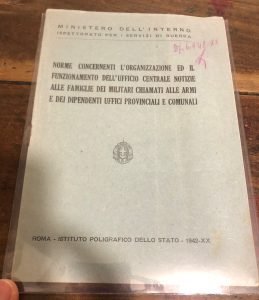 MINISTERO DELL'INTERNO
ISPETTORATO PER I SERVIZI DI GUERRA
NORME CONCERNENTI L'ORGANIZZAZIONE ED IL
FUNZIONAMENTO DELL'UFFICIO CENTRALE NOTIZIE
ALLE FAMIGLIE DEI MILITARI CHIAMATI ALLE ARMI
E DEI DIPENDENTI UFFICI PROVINCIALI E COMUNALI
ROMA - ISTITUTO POLIGRAFICO DELLO STATO - 1942-XX